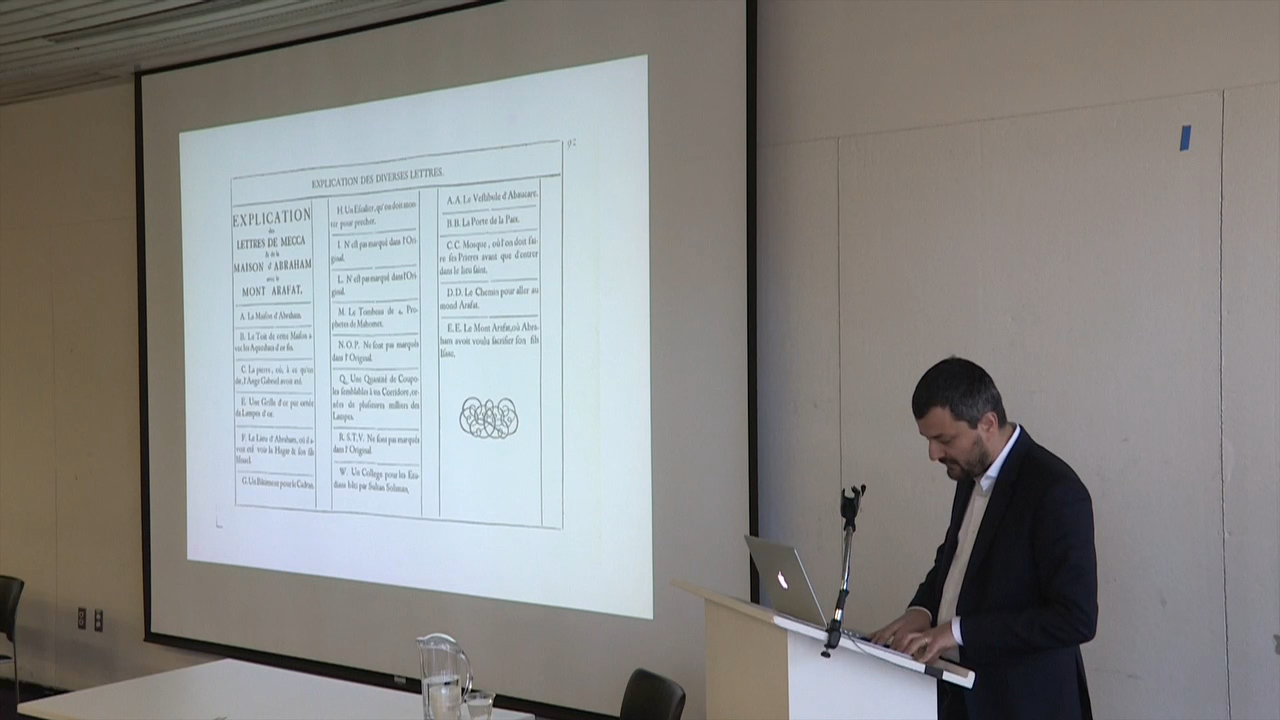 92
EXPLICATION DES DIVERSES LETTRES.
EXPLICATION
des
LETTRES DE MECCA
& de la
MAISON d'ABRAHAM
avec le
MONT ARAFAT.
A. La Maison d'Abraham.
B. Le Toit de cette Maison a-
vec les Aqueducs d'or fin.
C. La pierre, où, à ce qu'on
dit, l'Ange Gabriel avoit été.
E. Une Grille d'or par
de Lampes d'or.
F. Le Lieu d'Abraham, où il a-
voit été voir la Hagar & son fils
Ismael.
G. Un Bâtiment pour le Cadran.
H. Un Escalier, qu'on doit mon-
ter pour precher.
I. N'est pas marqué dans l'Ori-
ginal.
L. N'est pas marqué dans l'Ori-
ginal.
M. Le Tombeau de 4. Pro-
phetes de Mahomet.
N.O.P. Ne sont pas marqués
dans l'Original.
Q. Une Quantité de Coupo-
les semblables à un Corridore, or-
nées de plusieurs milliers des
Lampes.
R. S.T.V. Ne sont pas marqués
dans l'Original.
W. Un College pour les Etu-
dians bâti par Sultan Soliman.
A.A. Le Vestibule d'Abaucare.
B.B. La Porte de la Paix.
C.C. Mosque, où l'on doit fai-
re ses Prieres avant que d'entrer
dans le lieu saint.
D.D. Le Chemin pour aller au
mond Arafat.
E.E. Le Mont Arafat, où Abra-
ham avoit voulu sacrifier son fils
Isaac.